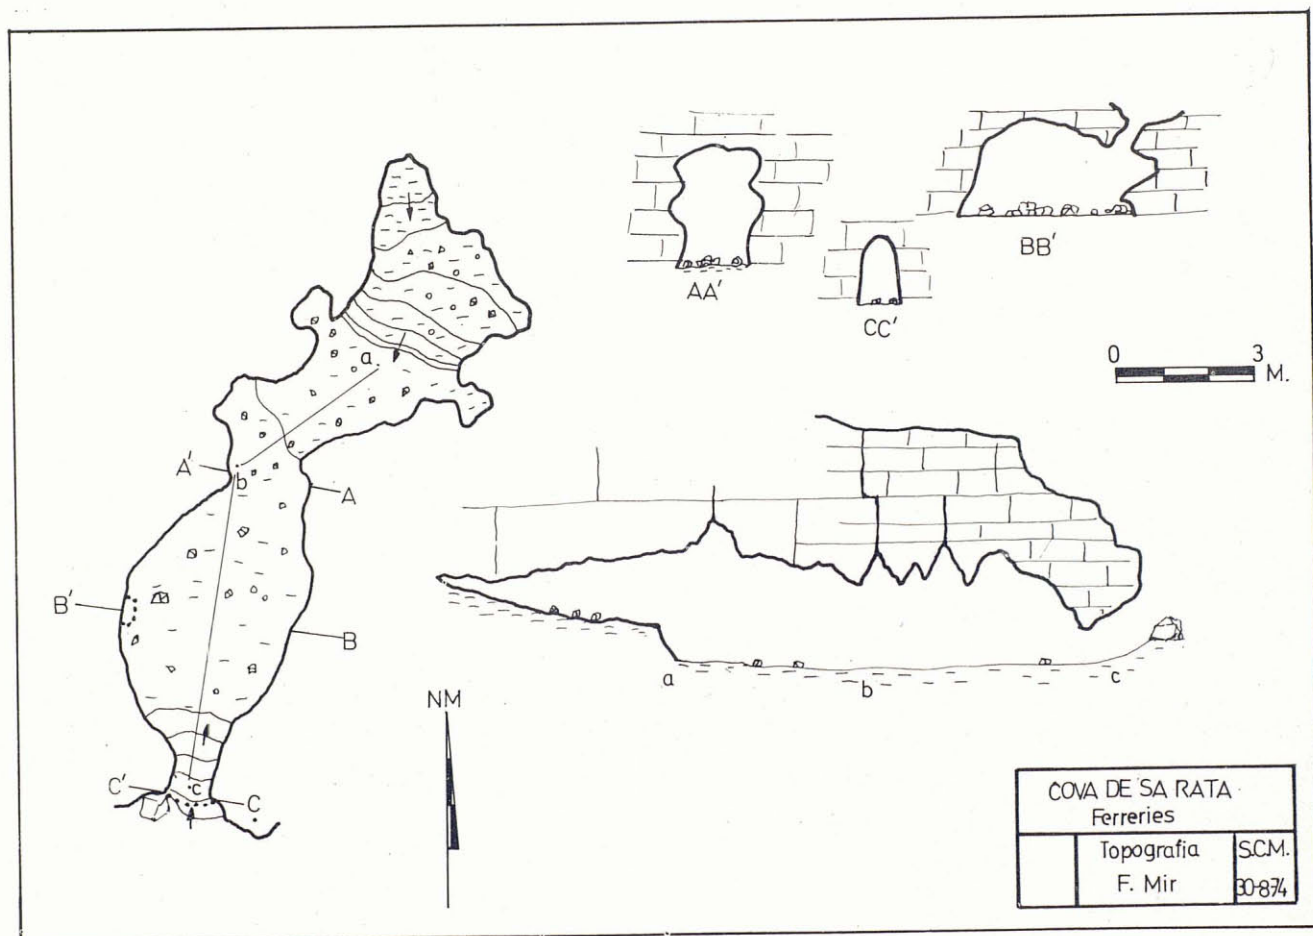 AA'
CC'
BB'
0 3
M.
a
A'
b
A
B'
B
C'
c
C
NM
a
b
c
COVA DE SA RATA
Ferreries
Topografia
F. Mir
S.C.M.
30-8-74